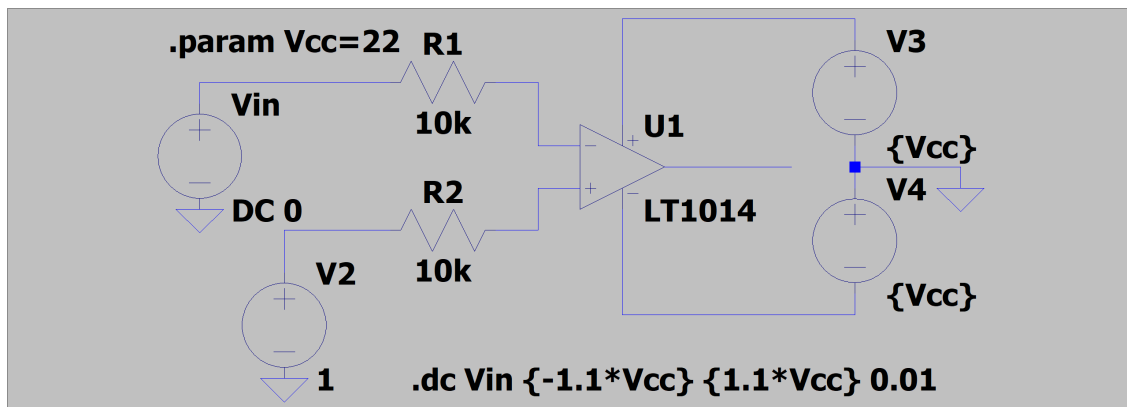 .param Vcc=22
R1
V3
Vin
10k
U1
+
−
+
−
−
+
+
−
{Vcc}
R2
V4
DC 0
LT1014
+
−
V2
10k
+
−
{Vcc}
1
.dc Vin {-1.1*Vcc} {1.1*Vcc} 0.01